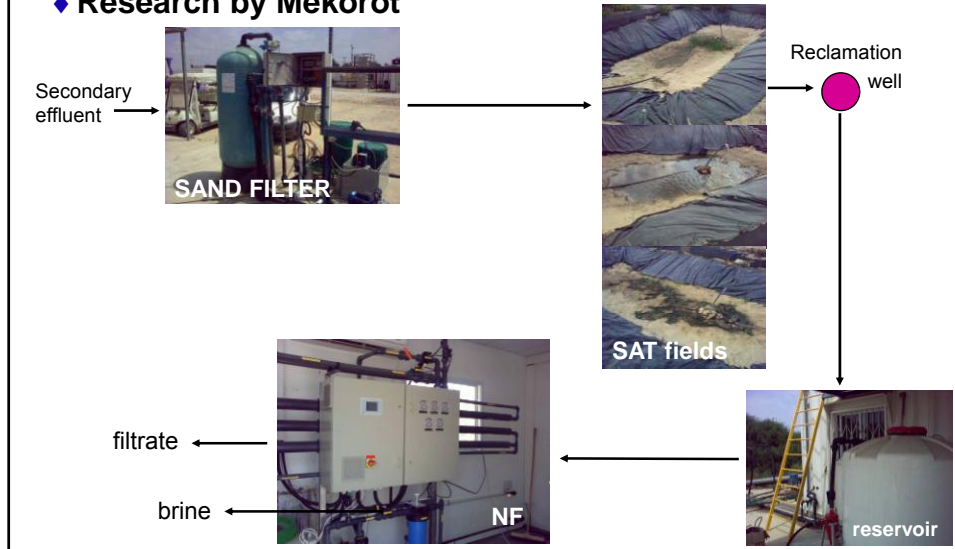 ♦ Research by Mekorot
Secondary
effluent
SAND FILTER
SAT fields
Reclamation
well
reservoir
NF
filtrate
brine